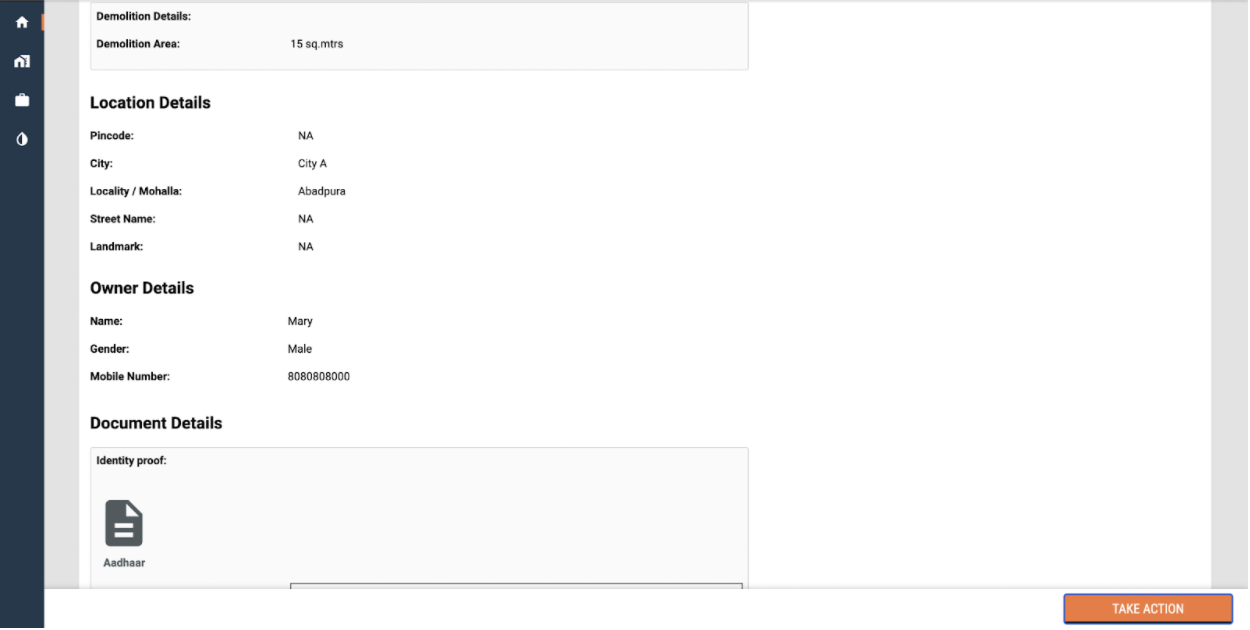 Demolition Details:
Demolition Area: 15 sq.mtrs
Location Details
Pincode: NA
City: City A
Locality / Mohalla: Abadpura
Street Name: NA
Landmark: NA
Owner Details
Name: Mary
Gender: Male
Mobile Number: 8080808000
Document Details
Identity proof:
Aadhaar
TAKE ACTION